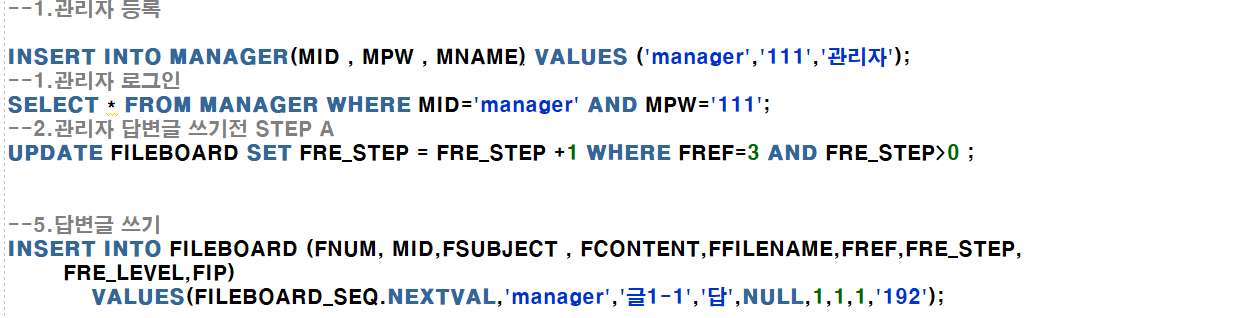 --1.관리자 등록
INSERT INTO MANAGER(MID , MPW , MNAME) VALUES ('manager','111','관리자');
--1.관리자 로그인
SELECT * FROM MANAGER WHERE MID='manager' AND MPW='111';
--2.관리자 답변글 쓰기전 STEP A
UPDATE FILEBOARD SET FRE_STEP = FRE_STEP +1 WHERE FREF=3 AND FRE_STEP>0 ;
--5.답변글 쓰기
INSERT INTO FILEBOARD (FNUM, MID,FSUBJECT , FCONTENT,FFILENAME,FREF,FRE_STEP,
FRE_LEVEL,FIP)
VALUES(FILEBOARD_SEQ.NEXTVAL,'manager','글1-1','답',NULL,1,1,1,'192');